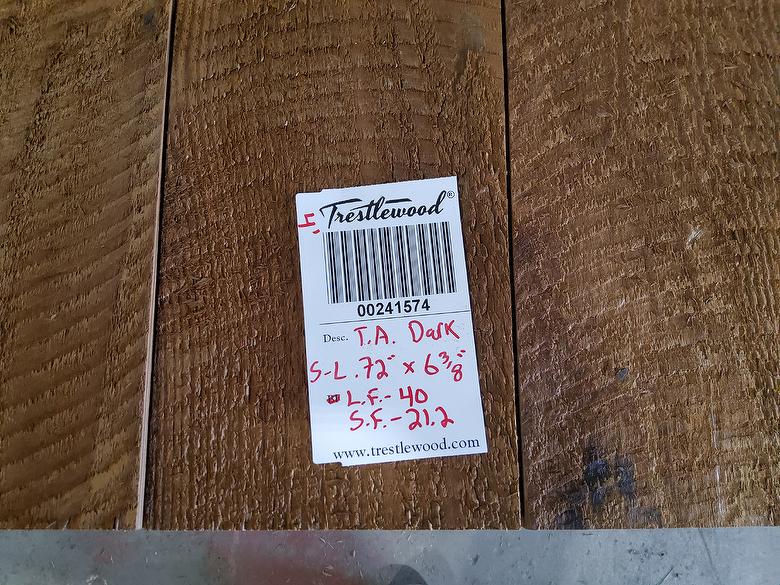 Trestlewood®
00241574
Desc. T.A. Dark
S-L .72" x 6 3/8"
L.F.- 40
S.F.- 21.2
www.trestlewood.com